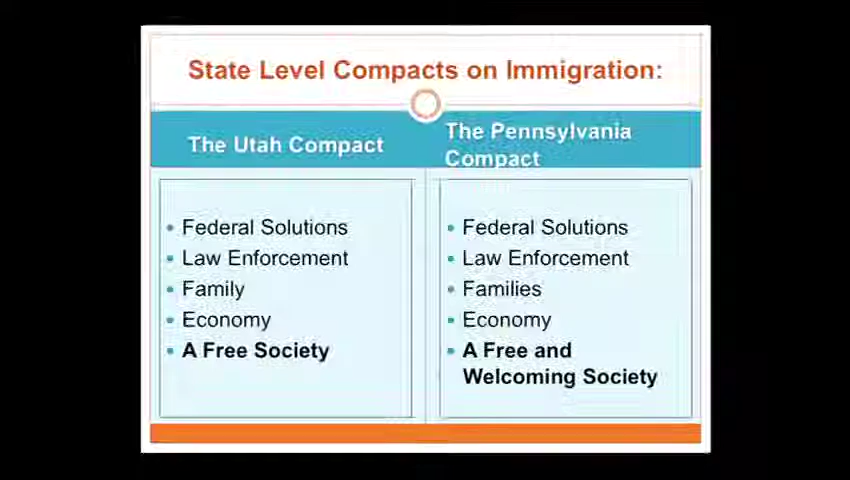 State Level Compacts on Immigration:
The Utah Compact
The Pennsylvania
Compact
• Federal Solutions
• Law Enforcement
• Family
• Economy
• A Free Society
• Federal Solutions
• Law Enforcement
• Families
• Economy
• A Free and
Welcoming Society